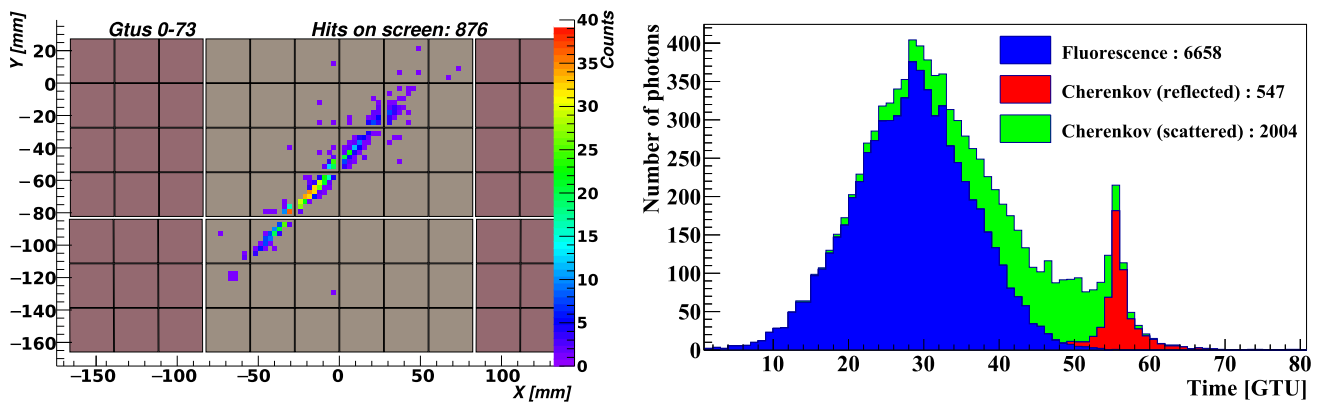 Gtus 0-73 Hits on screen: 876
Y [mm]
20
0
−20
−40
−60
−80
−100
−120
−140
−160
−150 −100 −50 0 50 100
X [mm]
40
35
30
25
20
15
10
5
0
Counts
Number of photons
400
350
300
250
200
150
100
50
0
Fluorescence : 6658
Cherenkov (reflected) : 547
Cherenkov (scattered) : 2004
10 20 30 40 50 60 70 80
Time [GTU]